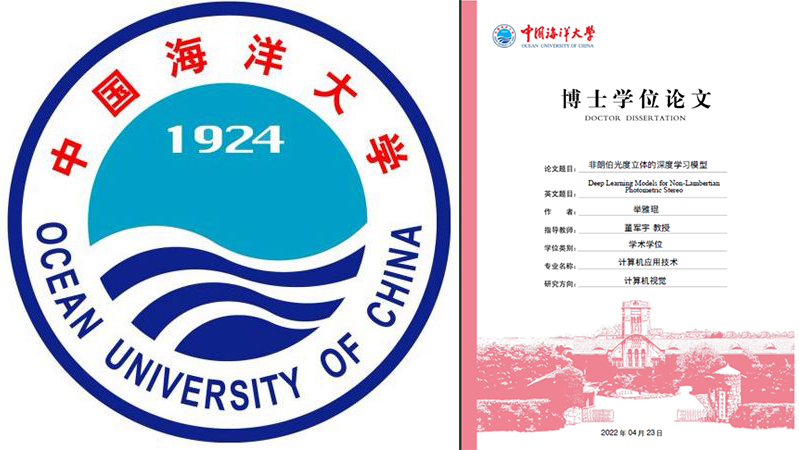 中国海洋大学
1924
OCEAN UNIVERSITY OF CHINA
中国海洋大学
OCEAN UNIVERSITY OF CHINA
博士学位论文
DOCTOR DISSERTATION
论文题目: 非朗伯光度立体的深度学习模型
英文题目: Deep Learning Models for Non-Lambertian
Photometric Stereo
作 者: 举雅琨
指导教师: 董军宇 教授
学位类别: 学术学位
专业名称: 计算机应用技术
研究方向: 计算机视觉
2022 年 04 月 23 日